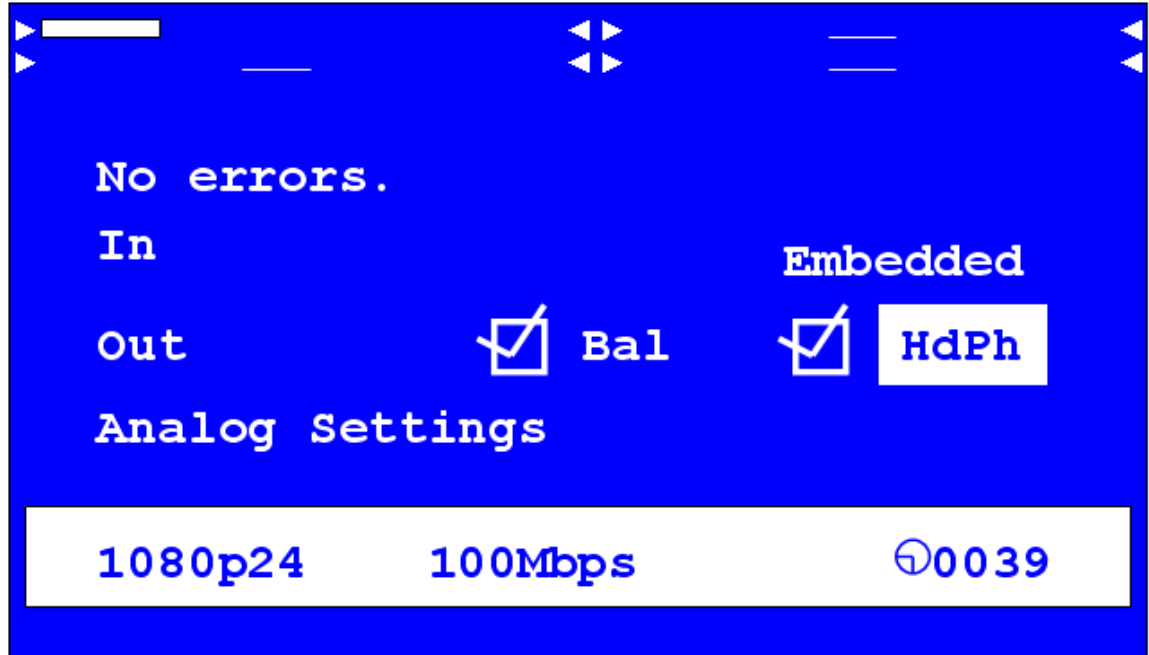 No errors.
In Embedded
Out Bal HdPh
Analog Settings
1080p24 100Mbps 0039